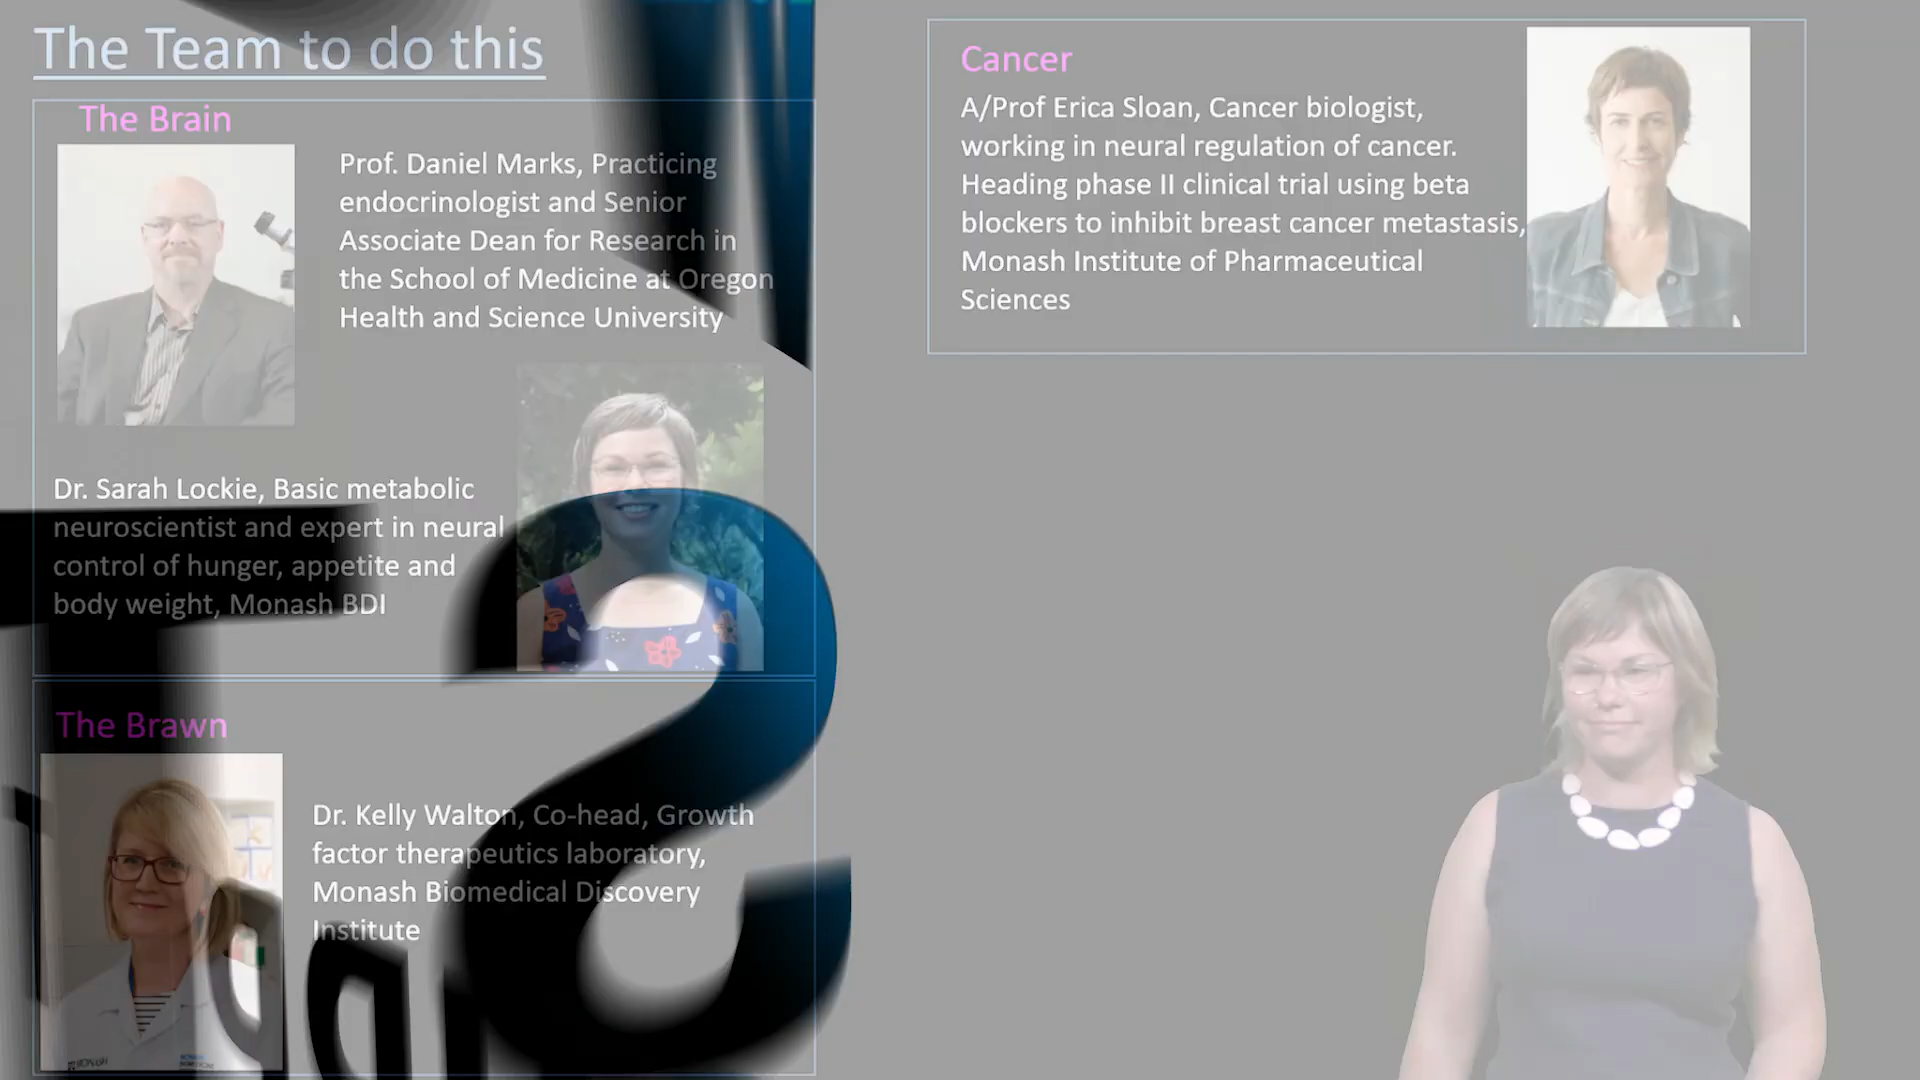 The Team to do this
The Brain
Prof. Daniel Marks, Practicing
endocrinologist and Senior
Associate Dean for Research in
the School of Medicine at Oregon
Health and Science University
Dr. Sarah Lockie, Basic metabolic
neuroscientist and expert in neural
control of hunger, appetite and
body weight, Monash BDI
The Brawn
Dr. Kelly Walton, Co-head, Growth
factor therapeutics laboratory,
Monash Biomedical Discovery
Institute
Cancer
A/Prof Erica Sloan, Cancer biologist,
working in neural regulation of cancer.
Heading phase II clinical trial using beta
blockers to inhibit breast cancer metastasis,
Monash Institute of Pharmaceutical
Sciences